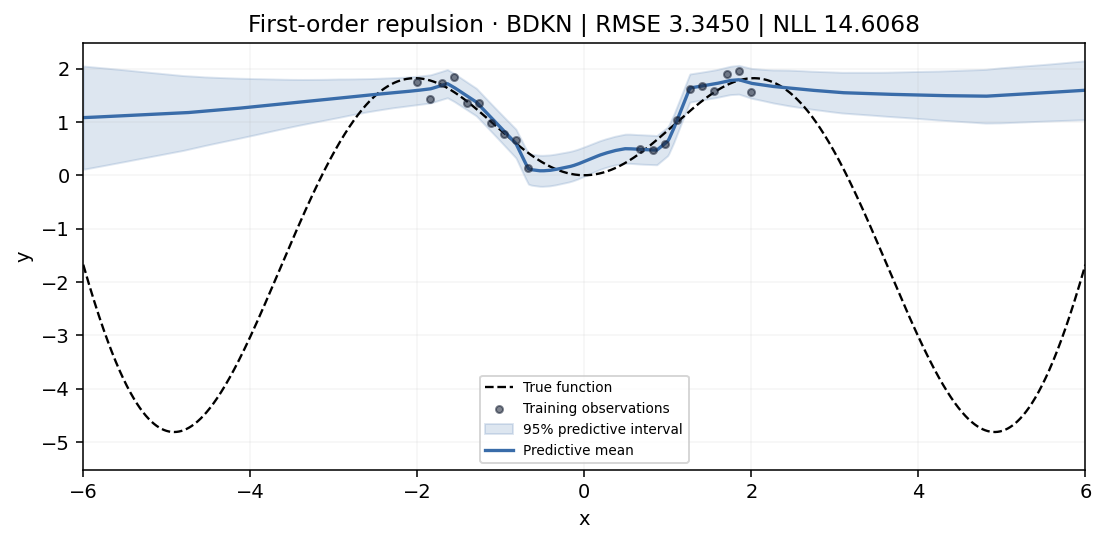 First-order repulsion · BDKN | RMSE 3.3450 | NLL 14.6068
2
1
0
−1
−2
−3
−4
−5
y
True function
Training observations
95% predictive interval
Predictive mean
−6
−4
−2
0
2
4
6
x